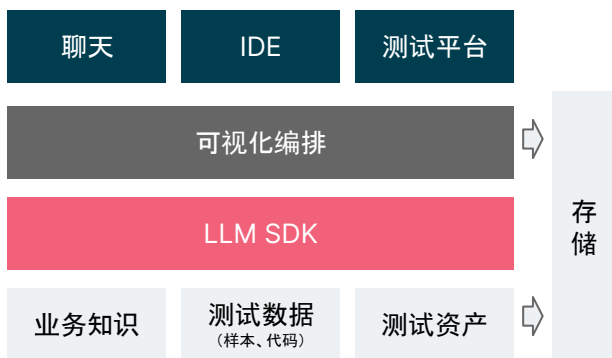 聊天
IDE
测试平台
可视化编排
LLM SDK
存
储
业务知识
测试数据
（样本、代码）
测试资产